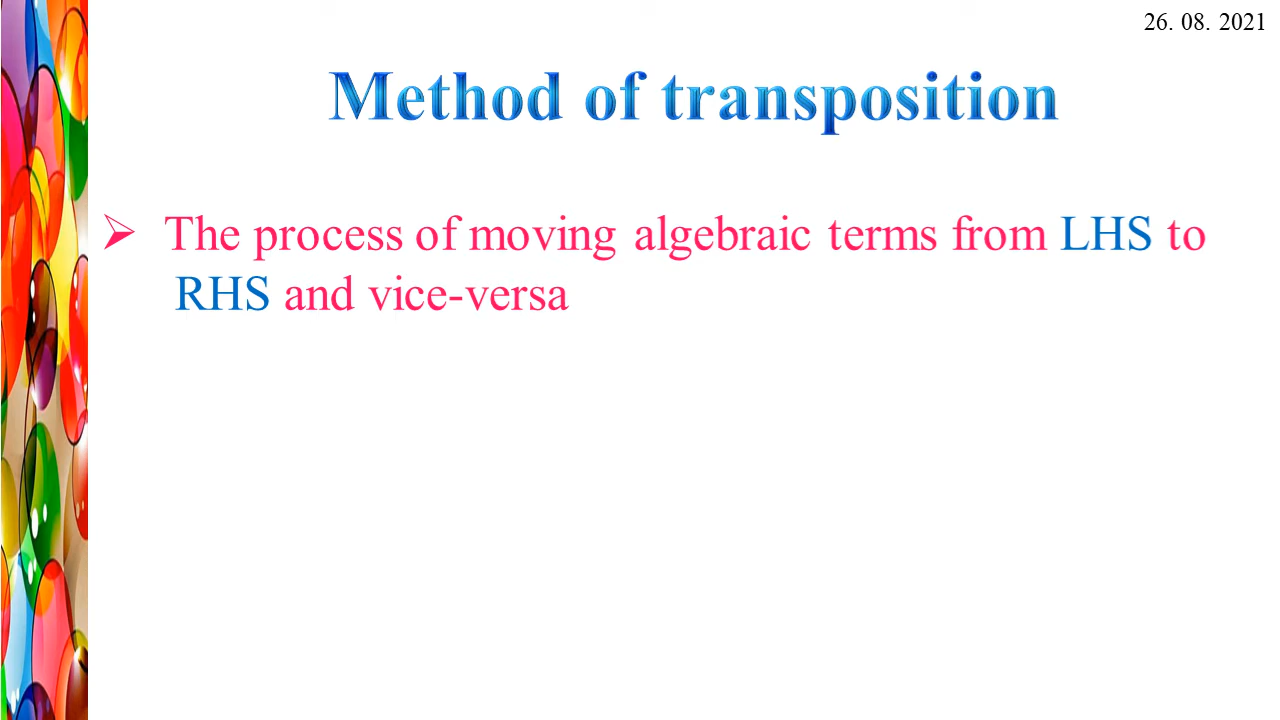 26. 08. 2021
Method of transposition
➢ The process of moving algebraic terms from LHS to
RHS and vice-versa